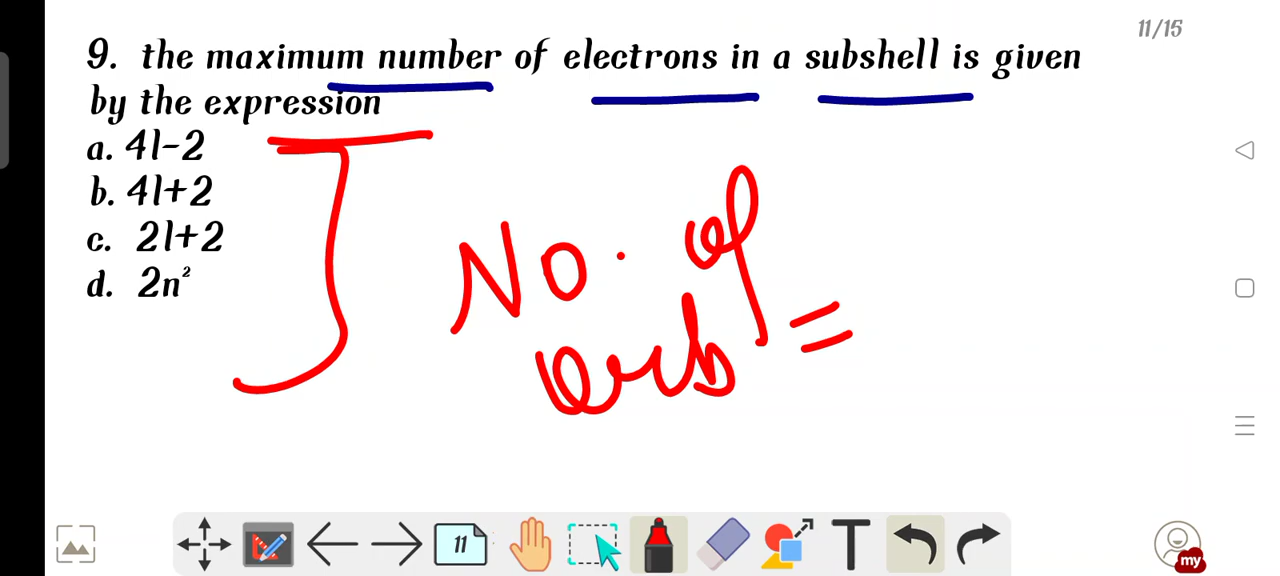 11/15
9. the maximum number of electrons in a subshell is given
by the expression
a. 4l-2
b. 4l+2
c. 2l+2
d. 2n²
No. of
Orb =
11
T
my